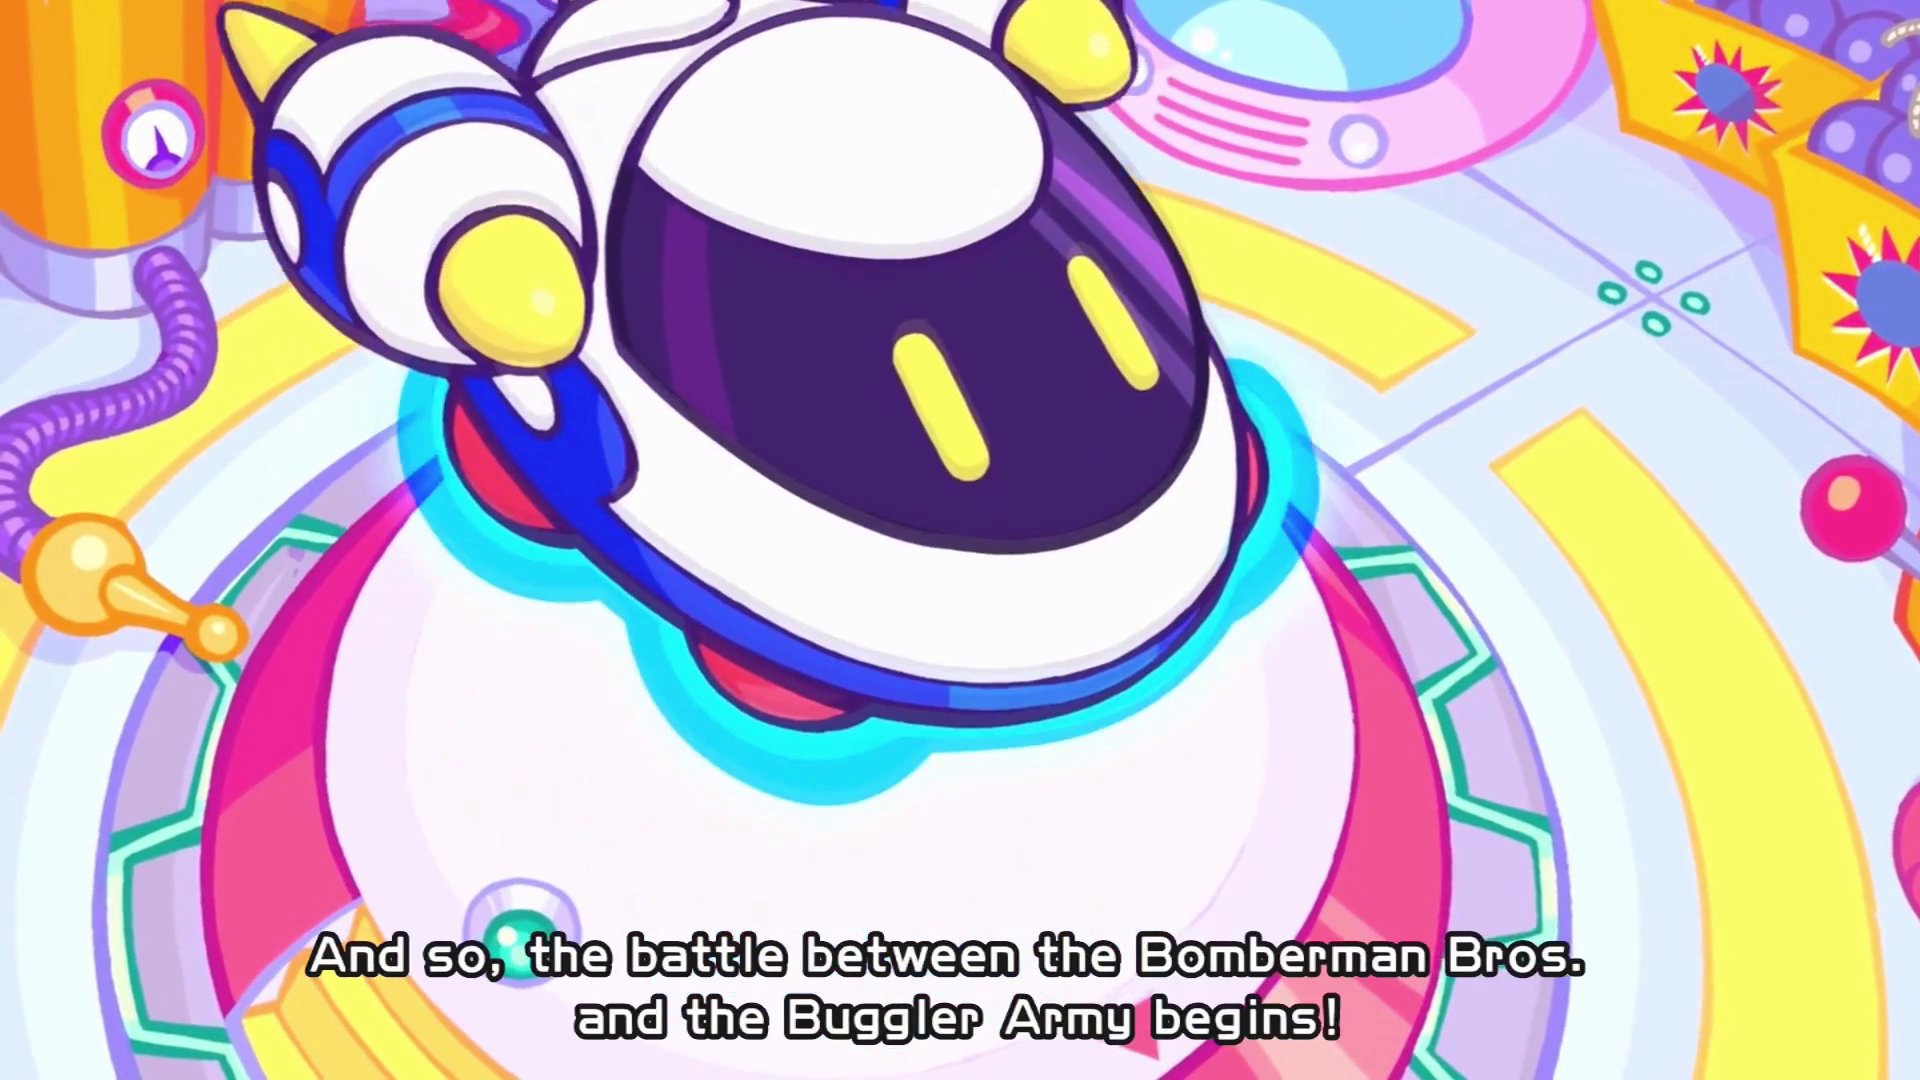 And so, the battle between the Bomberman Bros.
and the Buggler Army begins!